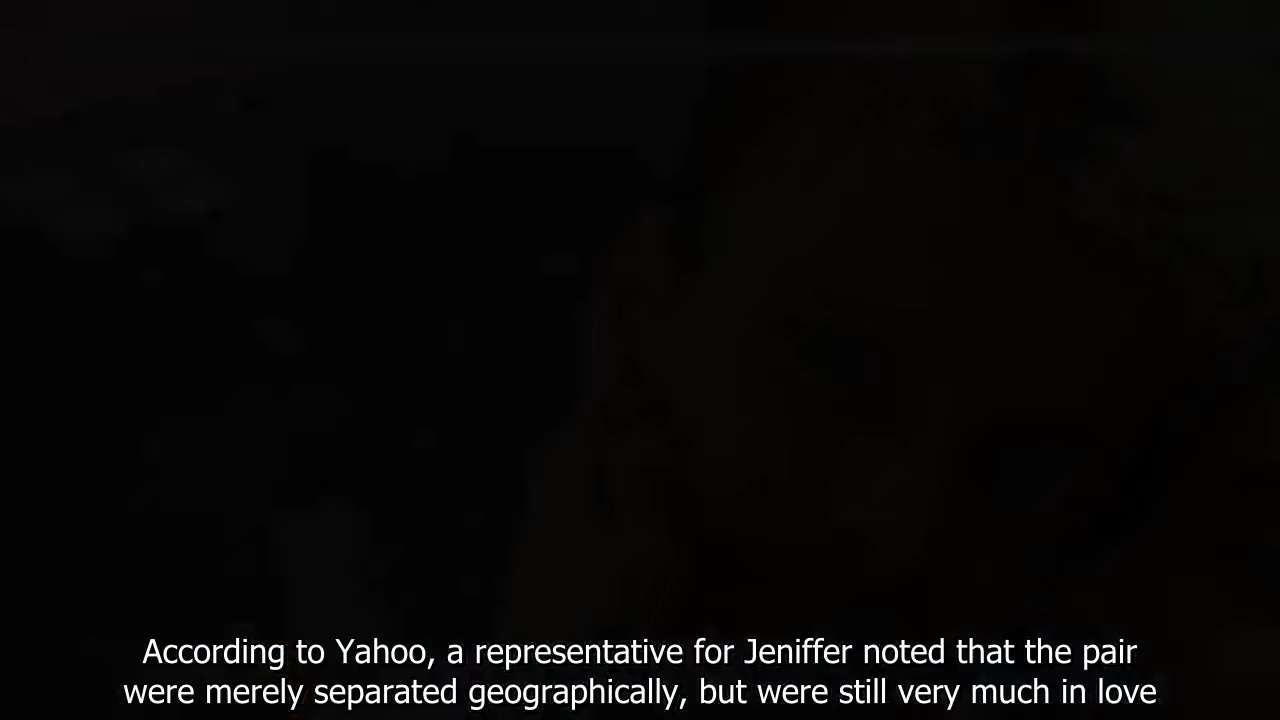 According to Yahoo, a representative for Jeniffer noted that the pair
were merely separated geographically, but were still very much in love